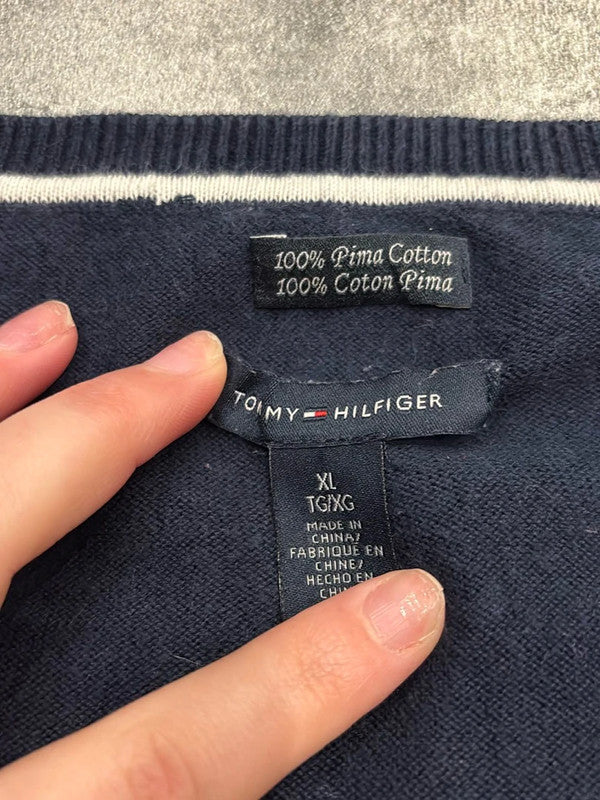 100% Pima Cotton
100% Coton Pima
TOMMY HILFIGER
XL
TG/XG
MADE IN
CHINA/
FABRIQUE EN
CHINE/
HECHO EN